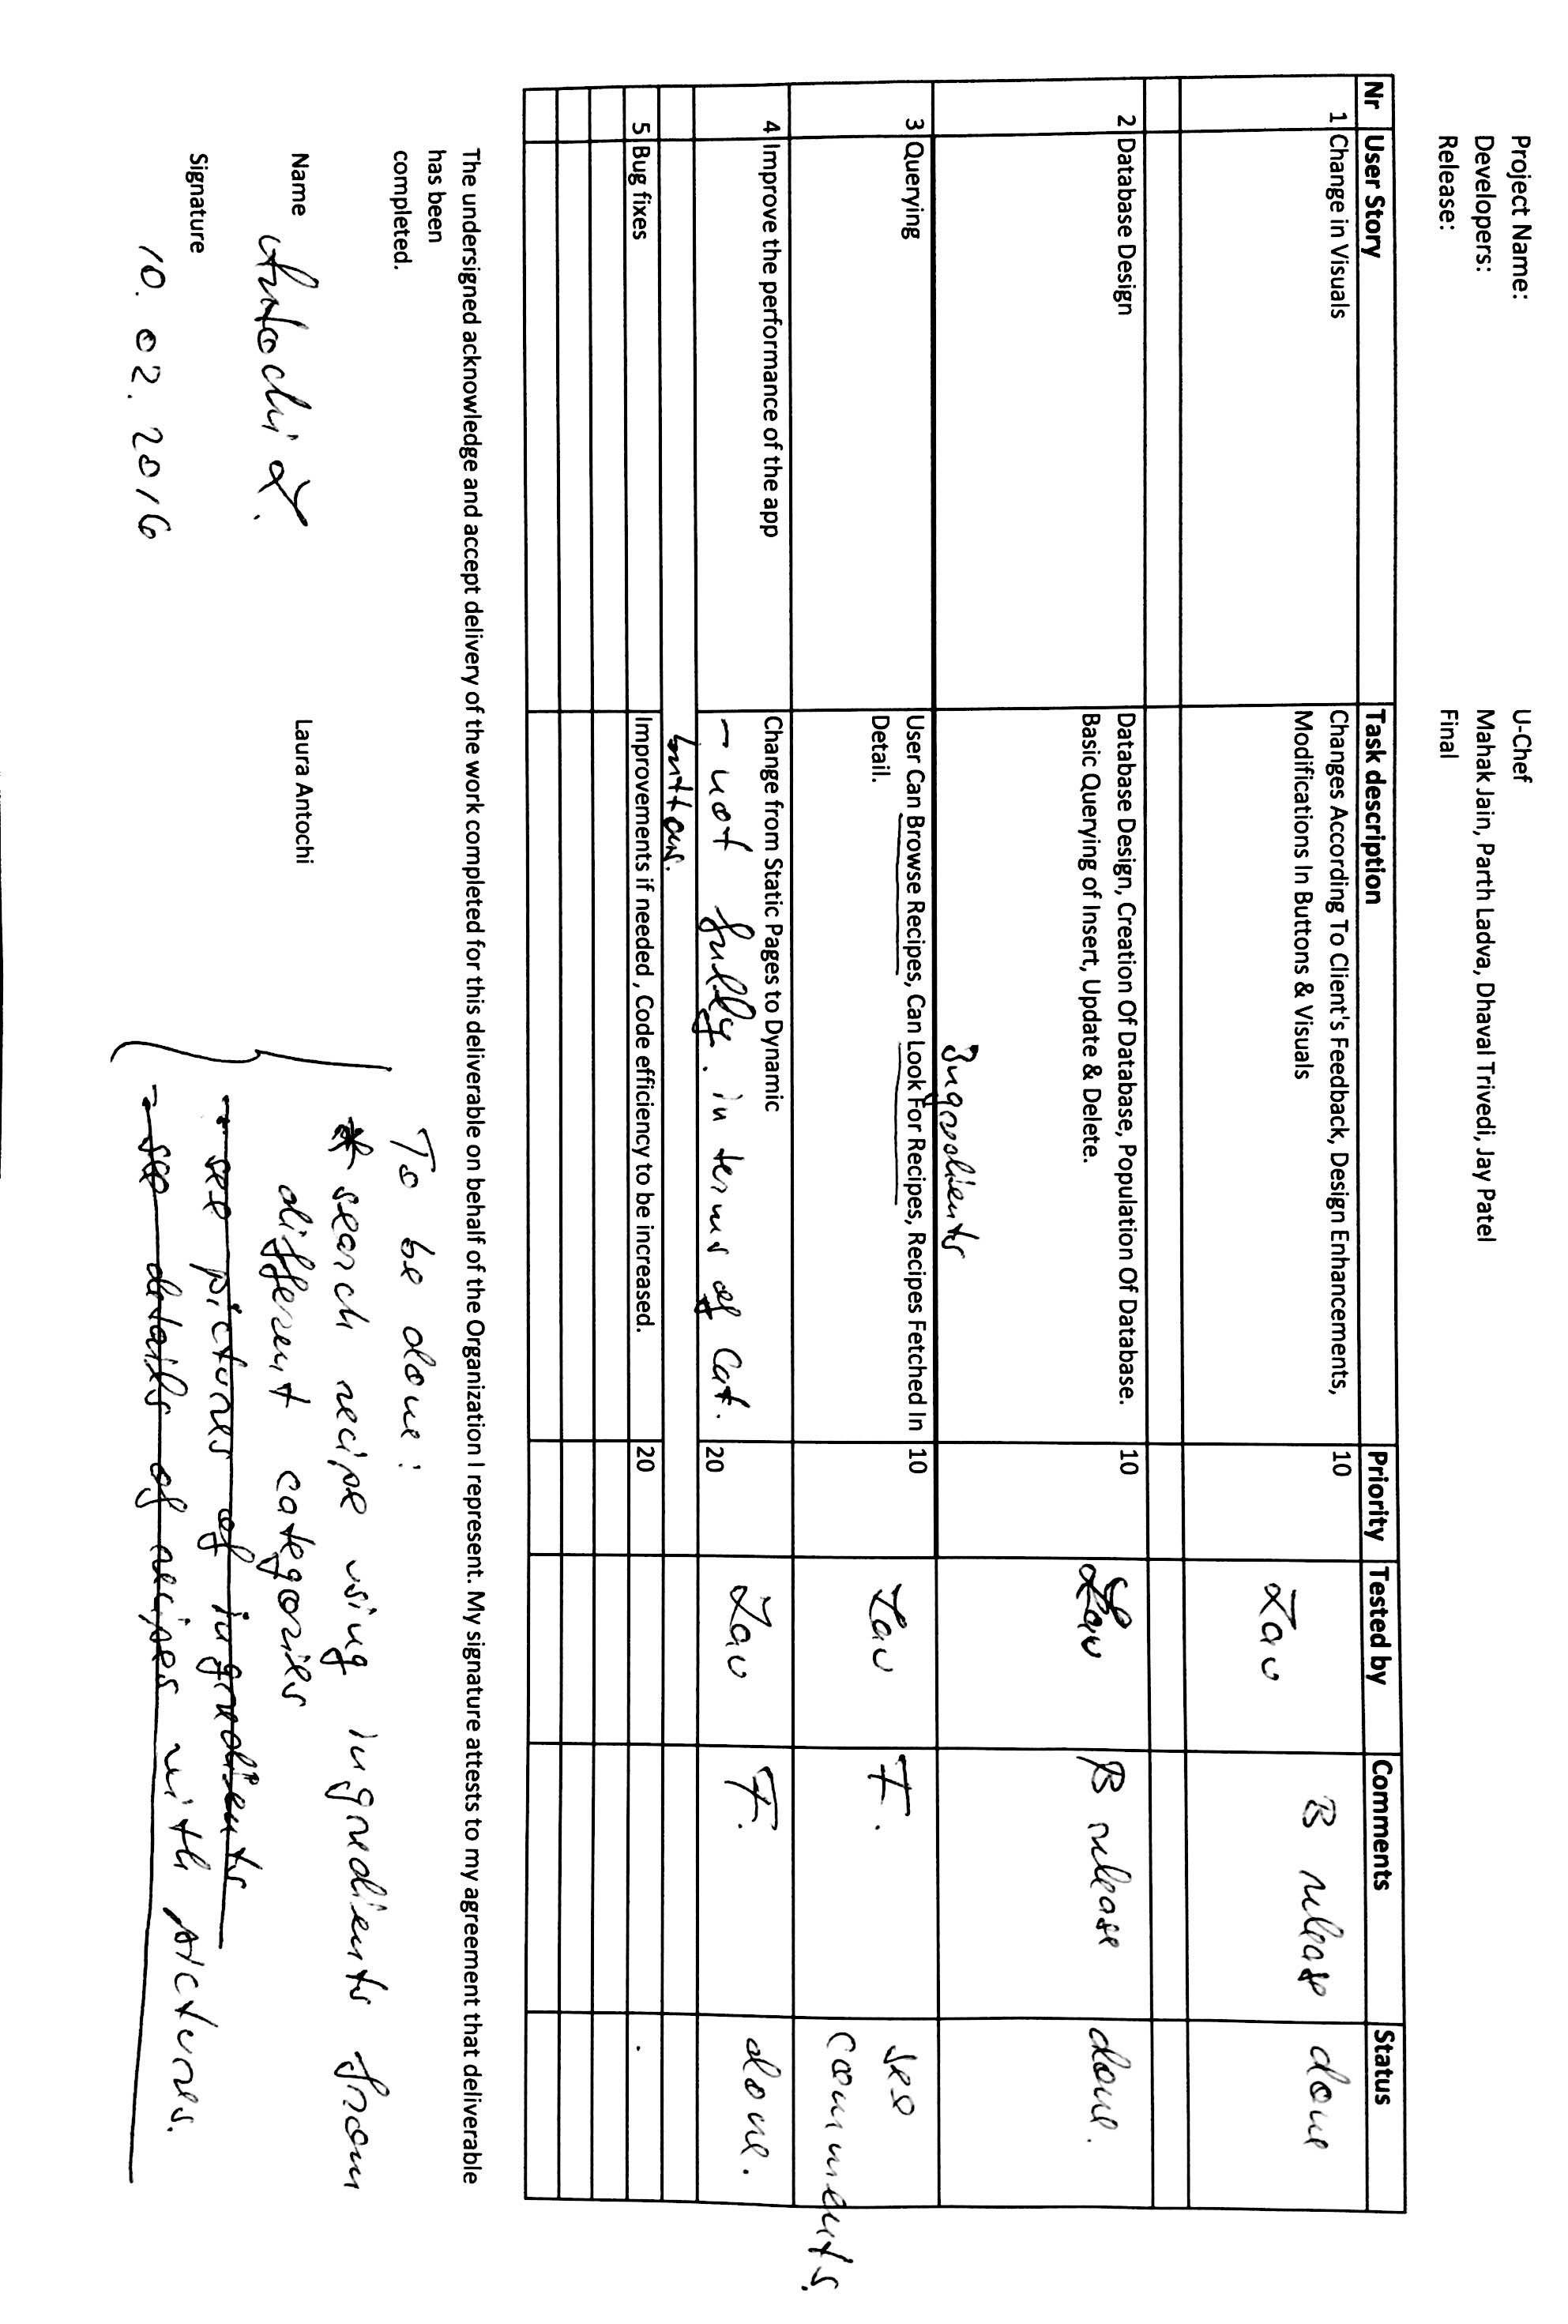 Project Name: U-Chef
Developers: Mahak Jain, Parth Ladva, Dhaval Trivedi, Jay Patel
Release: Final
Nr User Story Task description Priority Tested by Comments Status
1 Change in Visuals Changes According To Client's Feedback, Design Enhancements, 10 Lau B release done
Modifications In Buttons & Visuals
2 Database Design Database Design, Creation Of Database, Population Of Database. 10 Lau B release done.
Basic Querying of Insert, Update & Delete.
Ingredients
3 Querying User Can Browse Recipes, Can Look For Recipes, Recipes Fetched In 10 Lau F. see
Detail. comments.
4 Improve the performance of the app Change from Static Pages to Dynamic Lau F. done.
- not fully. in terms of Cat. 20
buttons.
5 Bug fixes Improvements if needed , Code efficiency to be increased. 20
The undersigned acknowledge and accept delivery of the work completed for this deliverable on behalf of the Organization I represent. My signature attests to my agreement that deliverable
has been
completed.
To be done:
Name Antochi L. Laura Antochi
* search recipe using ingredients from
different categories
- see pictures of ingredients
Signature
- see details of recipes with pictures.
10.02.2016